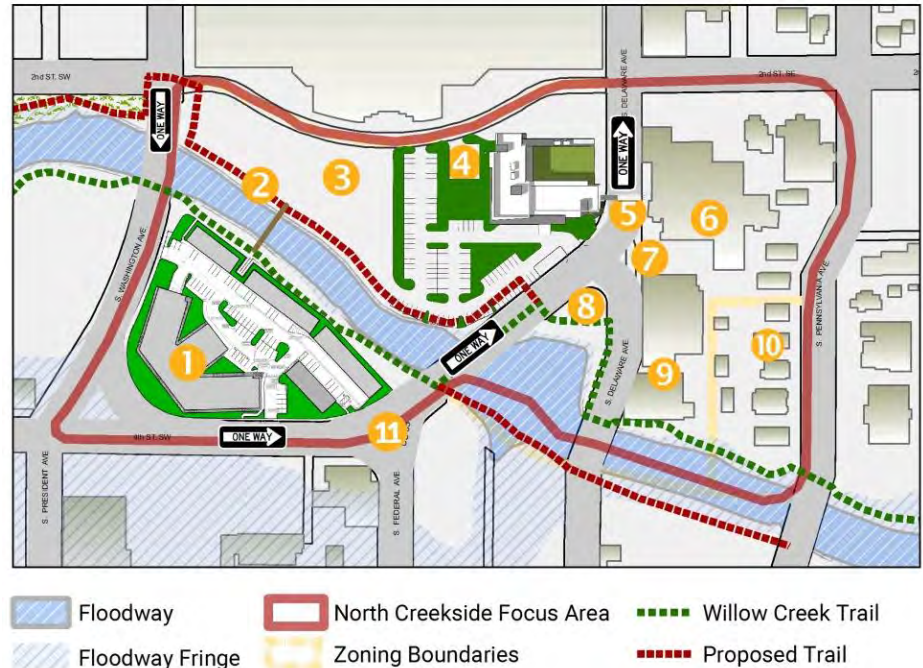 2nd ST. SW
ONE WAY
S. DELAWARE AVE
2nd ST. SE
2
ONE WAY
4
2
3
5
6
7
S. WASHINGTON AVE
S. PENNSYLVANIA AVE
8
ONE WAY
10
1
S. DELAWARE AVE
9
4th ST. SW
ONE WAY
11
S. PRESIDENT AVE
S. FEDERAL AVE
Floodway
North Creekside Focus Area
Willow Creek Trail
Floodway Fringe
Zoning Boundaries
Proposed Trail